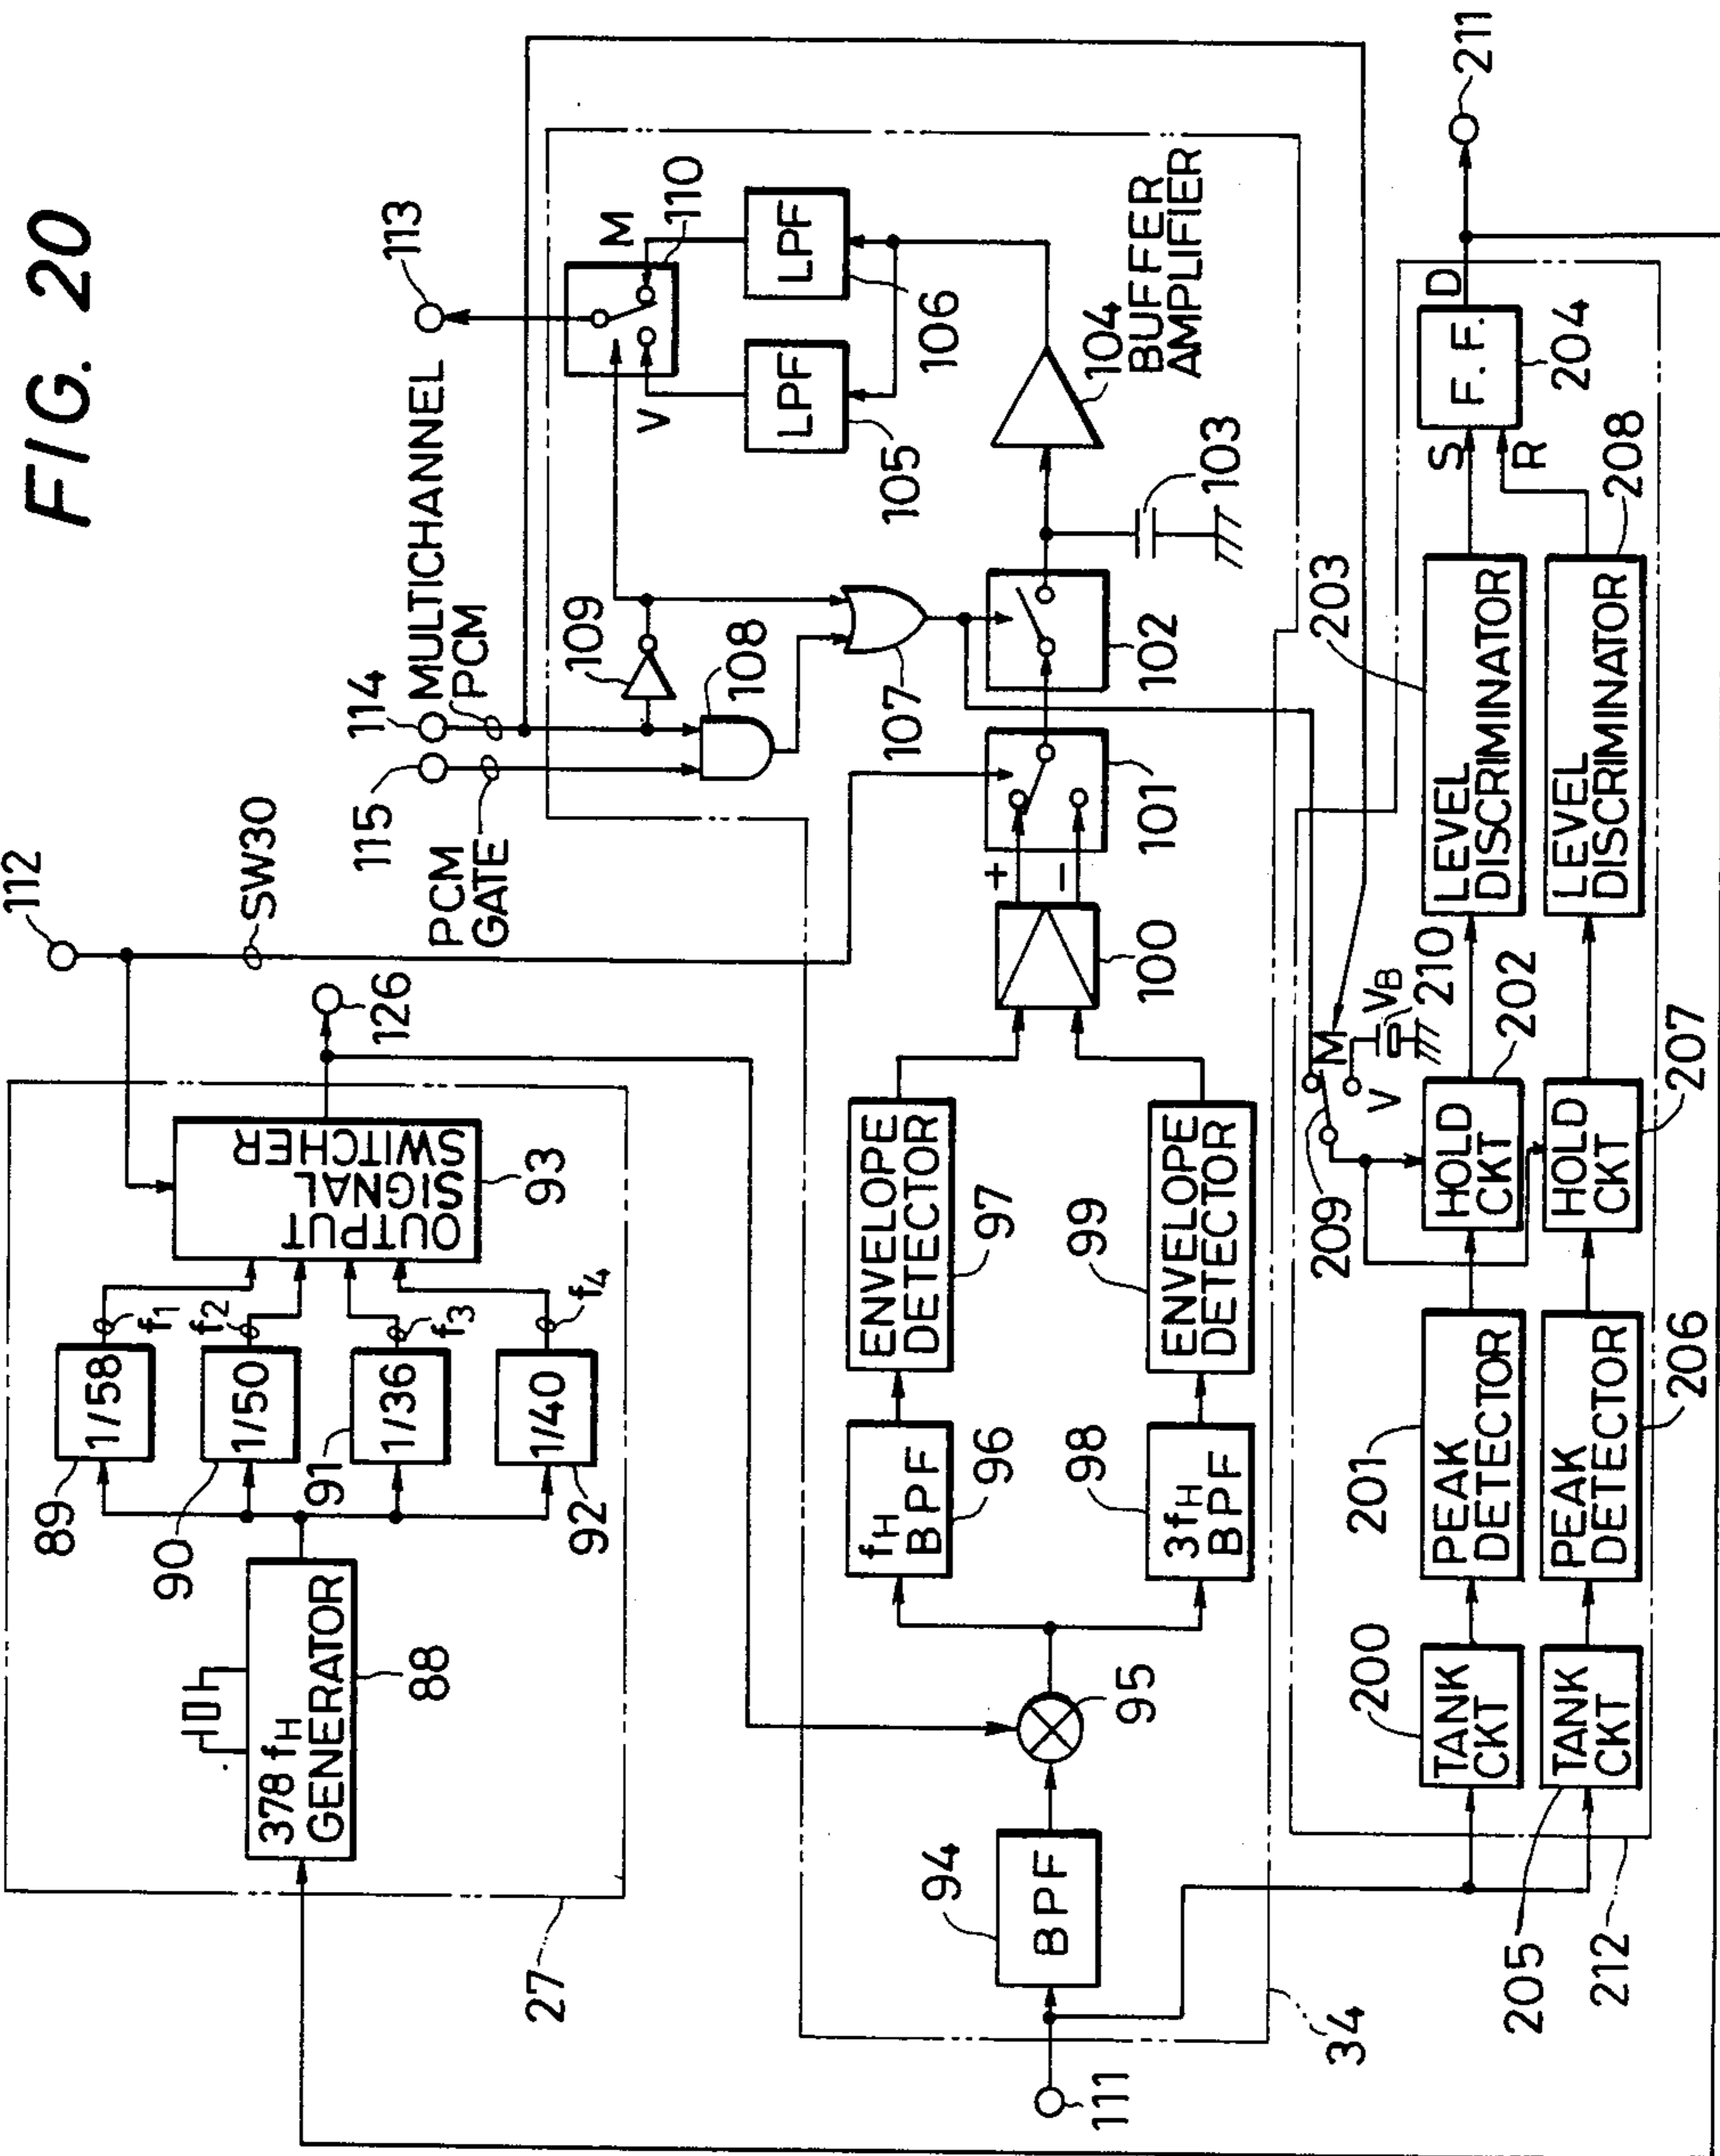 FIG. 20
112
SW30
126
115
PCM
GATE
114
MULTICHANNEL
PCM
113
27
378 fH
GENERATOR
88
89
1/58
f1
90
1/50
f2
91
1/36
f3
92
1/40
f4
OUTPUT
SIGNAL
SWITCHER
93
109
108
107
V
M
110
LPF
105
LPF
106
104
BUFFER
AMPLIFIER
103
102
101
+
−
100
ENVELOPE
DETECTOR
97
ENVELOPE
DETECTOR
99
fH
BPF
96
3fH
BPF
98
95
94
BPF
111
34
209
M
V
VB
210
200
TANK
CKT
201
PEAK
DETECTOR
HOLD
CKT
202
203
LEVEL
DISCRIMINATOR
S
R
D
F. F.
204
211
205
TANK
CKT
PEAK
DETECTOR
206
HOLD
CKT
207
LEVEL
DISCRIMINATOR
208
212